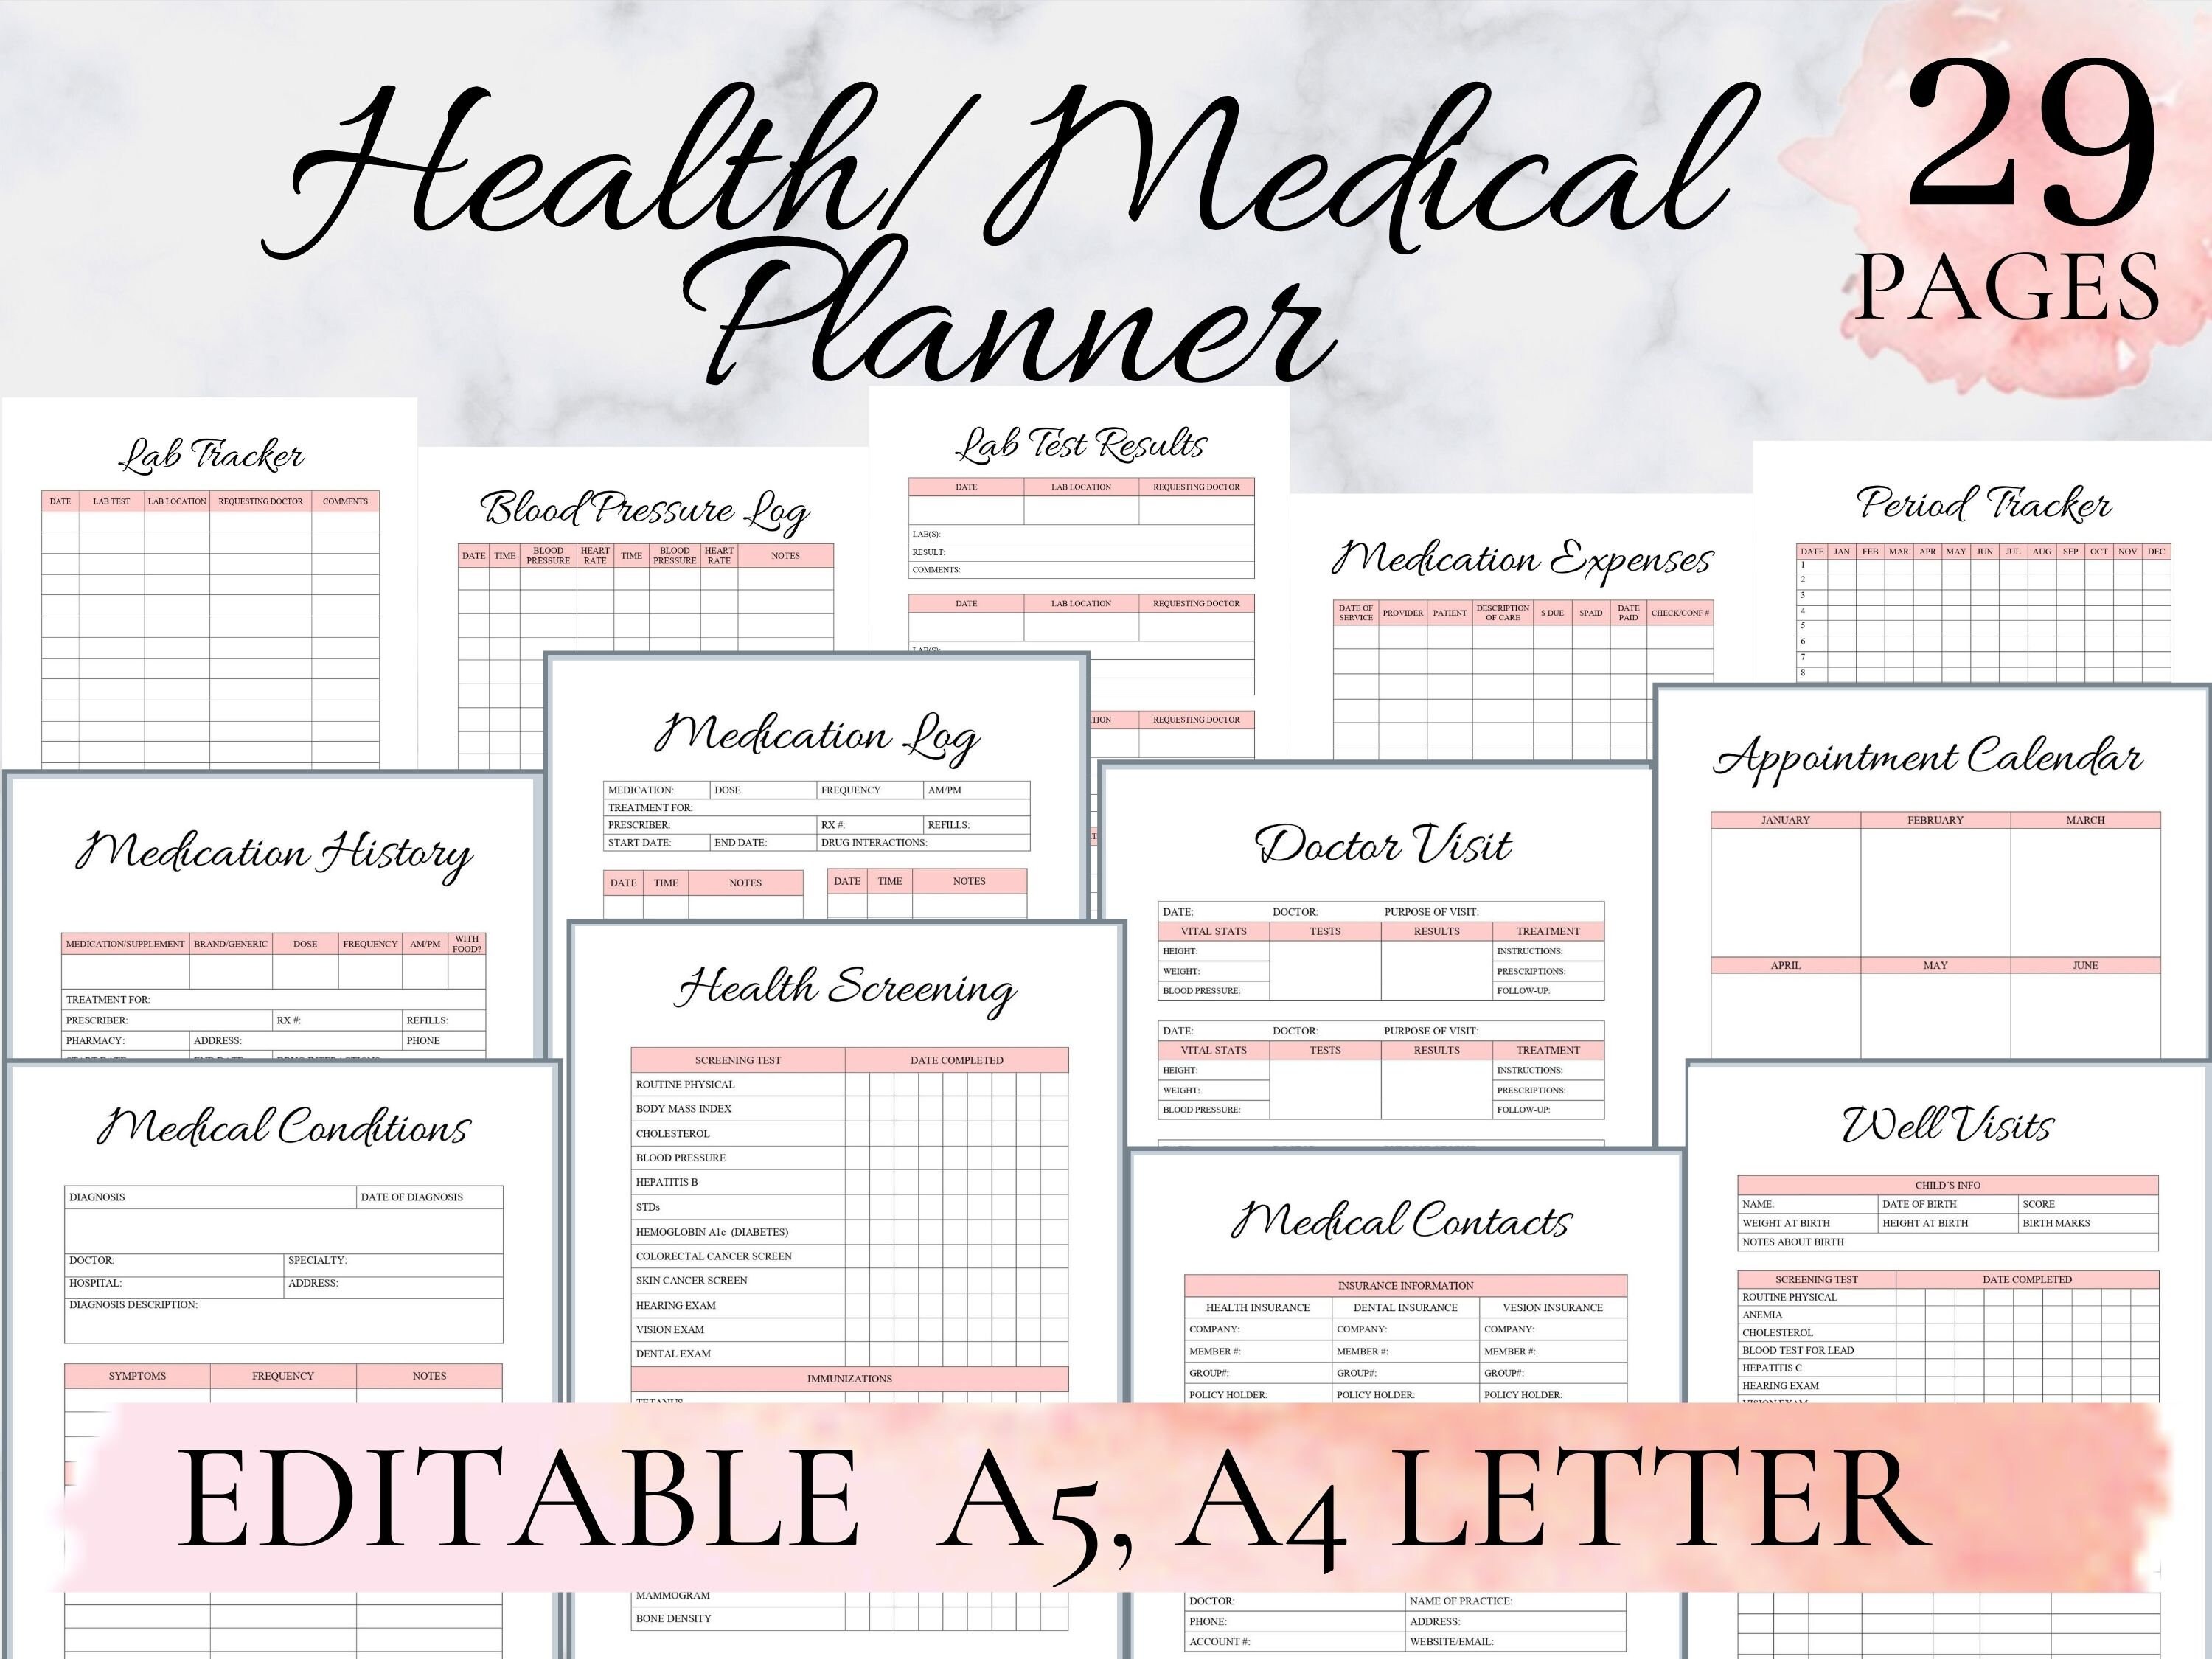 Health/ Medical
Planner
29
PAGES
Lab Tracker
DATE LAB TEST LAB LOCATION REQUESTING DOCTOR COMMENTS
Blood Pressure Log
DATE TIME BLOOD PRESSURE HEART RATE TIME BLOOD PRESSURE HEART RATE NOTES
Lab Test Results
DATE LAB LOCATION REQUESTING DOCTOR
LAB(S):
RESULT:
COMMENTS:
DATE LAB LOCATION REQUESTING DOCTOR
LAB(S):
REQUESTING DOCTOR
Medication Expenses
DATE OF SERVICE PROVIDER PATIENT DESCRIPTION OF CARE $ DUE $PAID DATE PAID CHECK/CONF #
Period Tracker
DATE JAN FEB MAR APR MAY JUN JUL AUG SEP OCT NOV DEC
1
2
3
4
5
6
7
8
Medication Log
MEDICATION: DOSE FREQUENCY AM/PM
TREATMENT FOR:
PRESCRIBER: RX #: REFILLS:
START DATE: END DATE: DRUG INTERACTIONS:
DATE TIME NOTES DATE TIME NOTES
Appointment Calendar
JANUARY FEBRUARY MARCH
APRIL MAY JUNE
Medication History
MEDICATION/SUPPLEMENT BRAND/GENERIC DOSE FREQUENCY AM/PM WITH FOOD?
TREATMENT FOR:
PRESCRIBER: RX #: REFILLS:
PHARMACY: ADDRESS: PHONE
Doctor Visit
DATE: DOCTOR: PURPOSE OF VISIT:
VITAL STATS TESTS RESULTS TREATMENT
HEIGHT: INSTRUCTIONS:
WEIGHT: PRESCRIPTIONS:
BLOOD PRESSURE: FOLLOW-UP:
DATE: DOCTOR: PURPOSE OF VISIT:
VITAL STATS TESTS RESULTS TREATMENT
HEIGHT: INSTRUCTIONS:
WEIGHT: PRESCRIPTIONS:
BLOOD PRESSURE: FOLLOW-UP:
Health Screening
SCREENING TEST DATE COMPLETED
ROUTINE PHYSICAL
BODY MASS INDEX
CHOLESTEROL
BLOOD PRESSURE
HEPATITIS B
STDs
HEMOGLOBIN A1c (DIABETES)
COLORECTAL CANCER SCREEN
SKIN CANCER SCREEN
HEARING EXAM
VISION EXAM
DENTAL EXAM
IMMUNIZATIONS
TETANUS
MAMMOGRAM
BONE DENSITY
Medical Conditions
DIAGNOSIS DATE OF DIAGNOSIS
DOCTOR: SPECIALTY:
HOSPITAL: ADDRESS:
DIAGNOSIS DESCRIPTION:
SYMPTOMS FREQUENCY NOTES
Medical Contacts
INSURANCE INFORMATION
HEALTH INSURANCE DENTAL INSURANCE VESION INSURANCE
COMPANY: COMPANY: COMPANY:
MEMBER #: MEMBER #: MEMBER #:
GROUP#: GROUP#: GROUP#:
POLICY HOLDER: POLICY HOLDER: POLICY HOLDER:
DOCTOR: NAME OF PRACTICE:
PHONE: ADDRESS:
ACCOUNT #: WEBSITE/EMAIL:
Well Visits
CHILD'S INFO
NAME: DATE OF BIRTH SCORE
WEIGHT AT BIRTH HEIGHT AT BIRTH BIRTH MARKS
NOTES ABOUT BIRTH
SCREENING TEST DATE COMPLETED
ROUTINE PHYSICAL
ANEMIA
CHOLESTEROL
BLOOD TEST FOR LEAD
HEPATITIS C
HEARING EXAM
VISION EXAM
EDITABLE A5, A4 LETTER